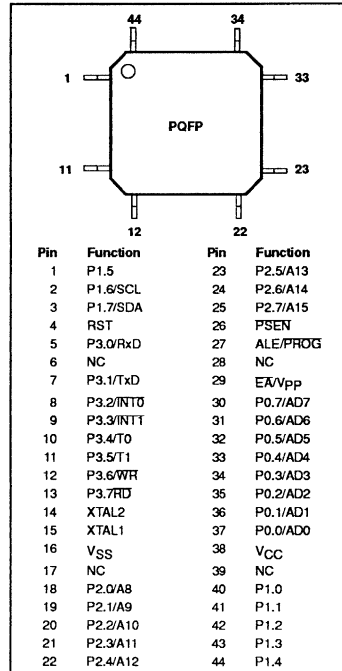 44 34
1 33
PQFP
11 23
12 22
Pin Function Pin Function
1 P1.5 23 P2.5/A13
2 P1.6/SCL 24 P2.6/A14
3 P1.7/SDA 25 P2.7/A15
4 RST 26 P̅S̅E̅N̅
5 P3.0/RxD 27 ALE/P̅R̅O̅G̅
6 NC 28 NC
7 P3.1/TxD 29 E̅A̅/VPP
8 P3.2/I̅N̅T̅0̅ 30 P0.7/AD7
9 P3.3/I̅N̅T̅1̅ 31 P0.6/AD6
10 P3.4/T0 32 P0.5/AD5
11 P3.5/T1 33 P0.4/AD4
12 P3.6/W̅R̅ 34 P0.3/AD3
13 P3.7/R̅D̅ 35 P0.2/AD2
14 XTAL2 36 P0.1/AD1
15 XTAL1 37 P0.0/AD0
16 VSS 38 VCC
17 NC 39 NC
18 P2.0/A8 40 P1.0
19 P2.1/A9 41 P1.1
20 P2.2/A10 42 P1.2
21 P2.3/A11 43 P1.3
22 P2.4/A12 44 P1.4